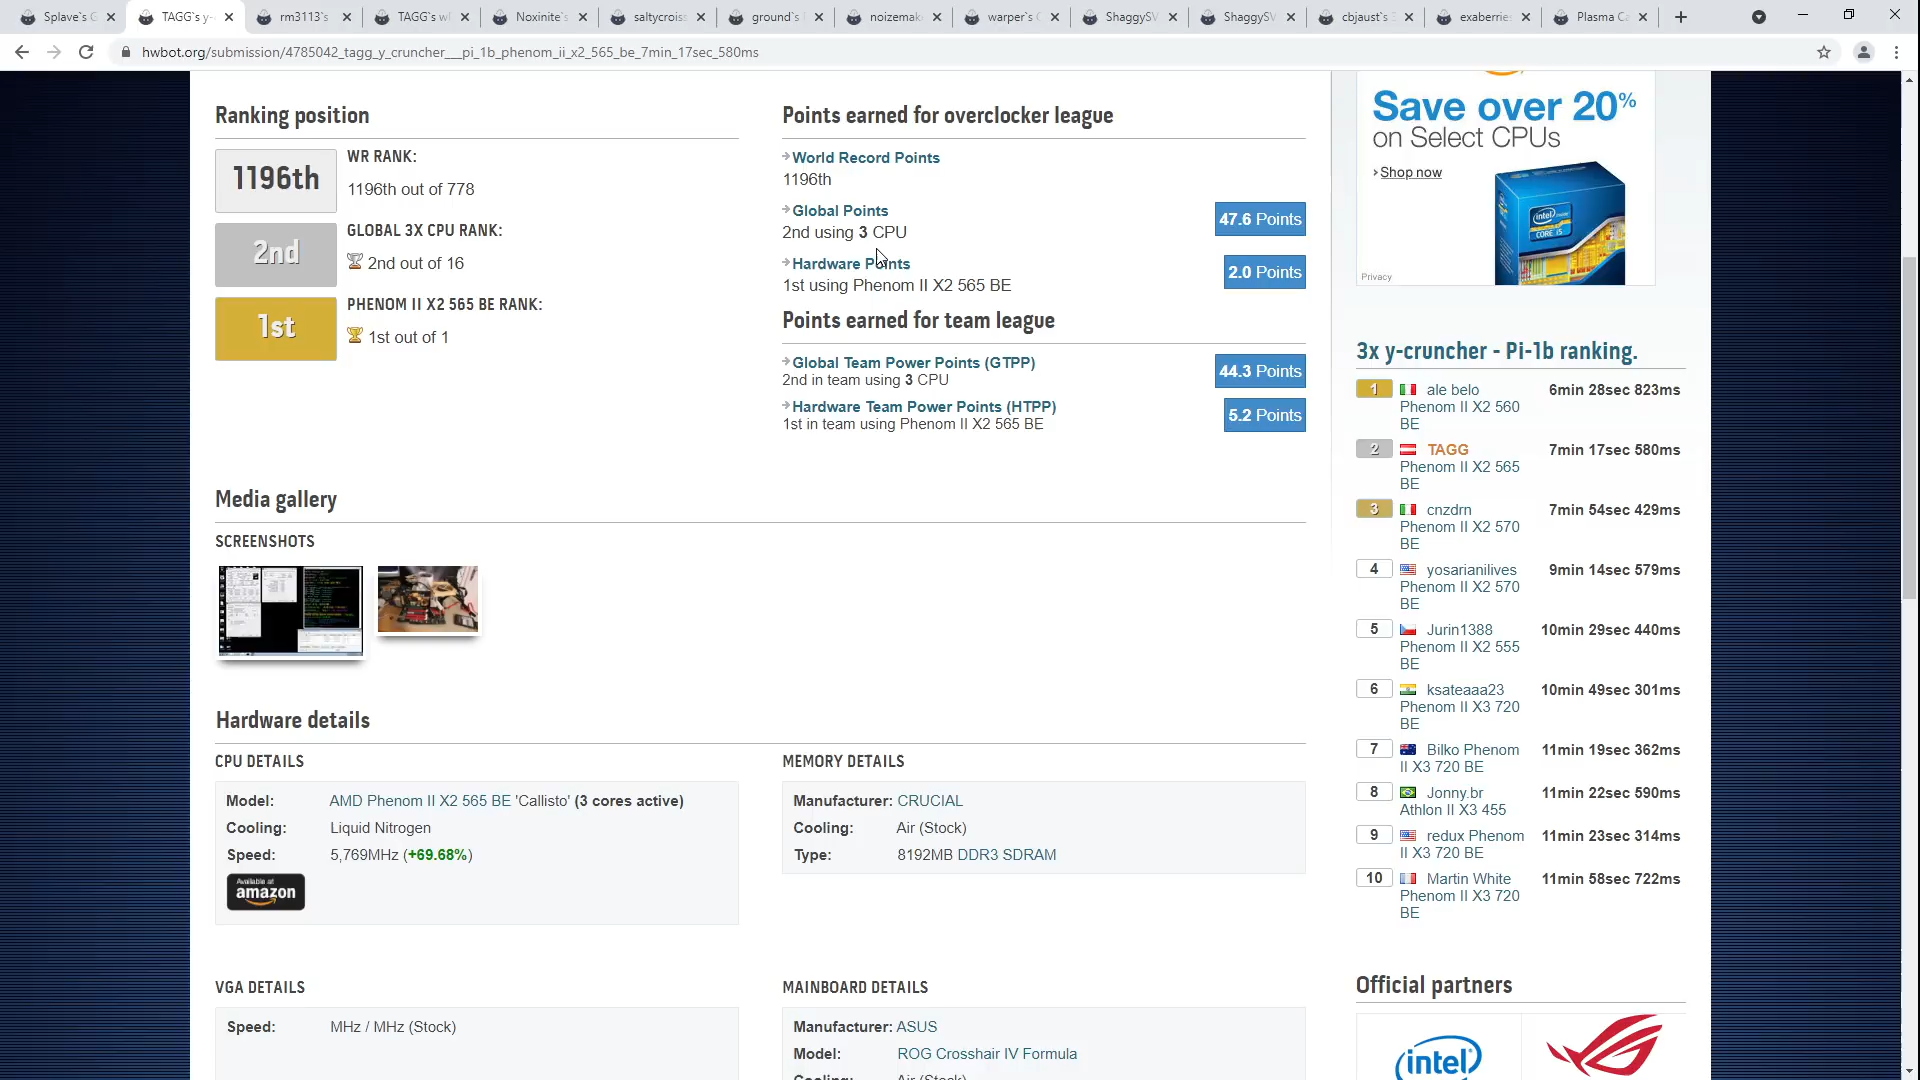 Splave's G
TAGG's y-
rm3113's
TAGG's wl
Noxinite's
saltycrois
ground's
noizemak
warper's
ShaggySV
ShaggySV
cbjaust's
exaberrie
Plasma C
hwbot.org/submission/4785042_tagg_y_cruncher___pi_1b_phenom_ii_x2_565_be_7min_17sec_580ms
Ranking position
1196th
WR RANK:
1196th out of 778
2nd
GLOBAL 3X CPU RANK:
2nd out of 16
1st
PHENOM II X2 565 BE RANK:
1st out of 1
Points earned for overclocker league
World Record Points
1196th
Global Points
2nd using 3 CPU
47.6 Points
Hardware Points
1st using Phenom II X2 565 BE
2.0 Points
Points earned for team league
Global Team Power Points (GTPP)
2nd in team using 3 CPU
44.3 Points
Hardware Team Power Points (HTPP)
1st in team using Phenom II X2 565 BE
5.2 Points
Media gallery
SCREENSHOTS
Hardware details
CPU DETAILS
Model: AMD Phenom II X2 565 BE 'Callisto' (3 cores active)
Cooling: Liquid Nitrogen
Speed: 5,769MHz (+69.68%)
Available at
amazon
MEMORY DETAILS
Manufacturer: CRUCIAL
Cooling: Air (Stock)
Type: 8192MB DDR3 SDRAM
VGA DETAILS
Speed: MHz / MHz (Stock)
MAINBOARD DETAILS
Manufacturer: ASUS
Model: ROG Crosshair IV Formula
Cooling: Air (Stock)
Save over 20%
on Select CPUs
Shop now
intel
CORE i5
Privacy
3x y-cruncher - Pi-1b ranking.
1 ale belo 6min 28sec 823ms
Phenom II X2 560
BE
2 TAGG 7min 17sec 580ms
Phenom II X2 565
BE
3 cnzdrn 7min 54sec 429ms
Phenom II X2 570
BE
4 yosarianilives 9min 14sec 579ms
Phenom II X2 570
BE
5 Jurin1388 10min 29sec 440ms
Phenom II X2 555
BE
6 ksateaaa23 10min 49sec 301ms
Phenom II X3 720
BE
7 Bilko Phenom 11min 19sec 362ms
II X3 720 BE
8 Jonny.br 11min 22sec 590ms
Athlon II X3 455
9 redux Phenom 11min 23sec 314ms
II X3 720 BE
10 Martin White 11min 58sec 722ms
Phenom II X3 720
BE
Official partners
intel